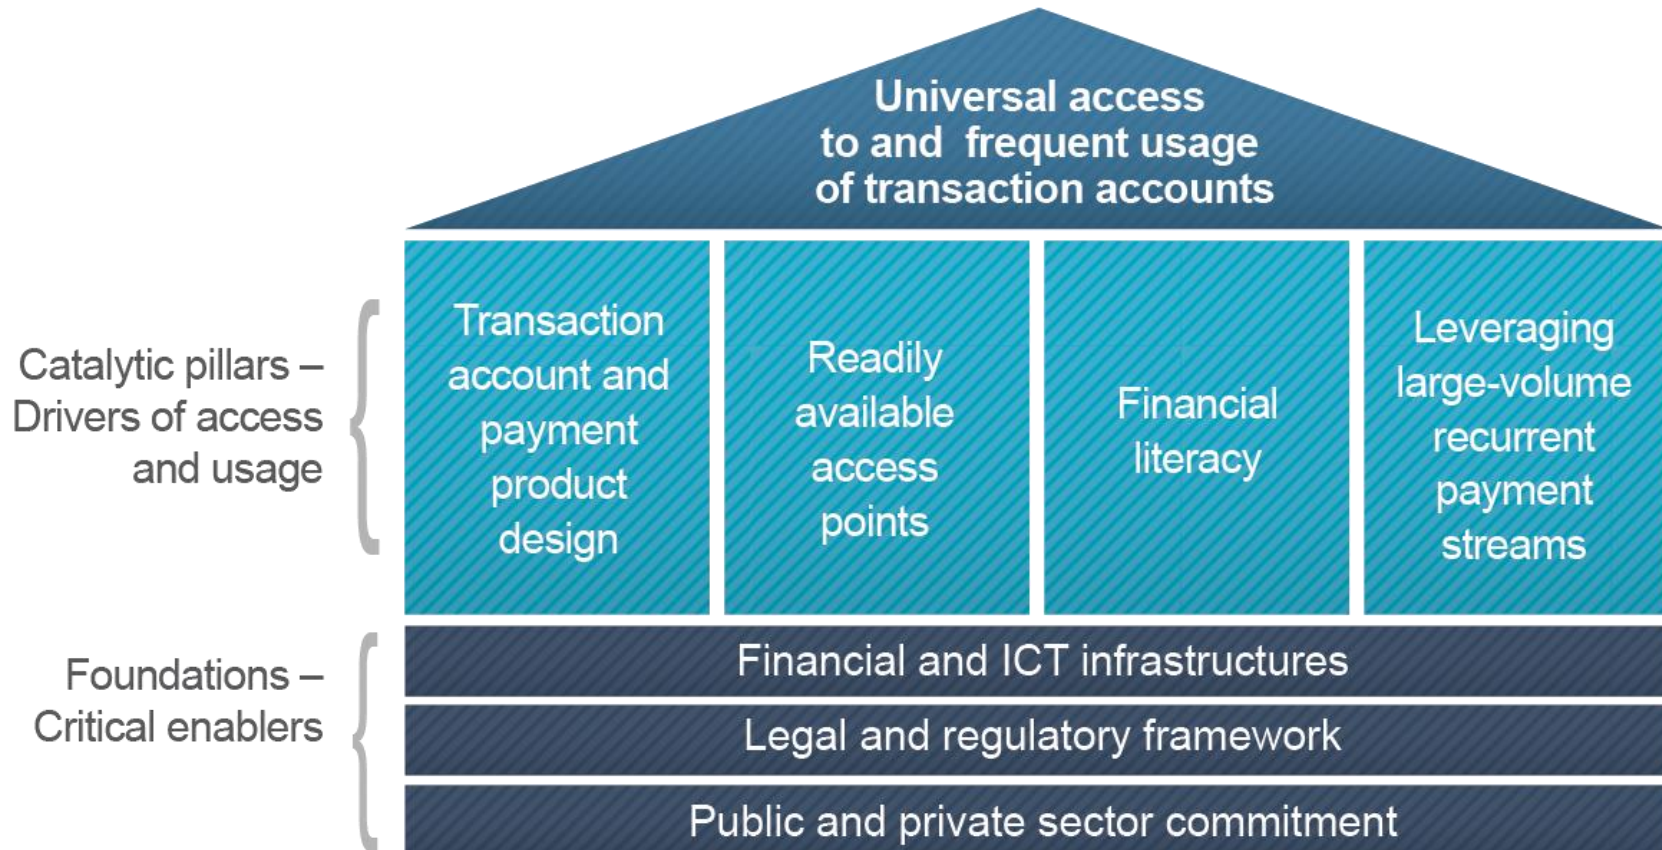 Universal access
to and frequent usage
of transaction accounts
Catalytic pillars –
Drivers of access
and usage
Transaction
account and
payment
product
design
Readily
available
access
points
Financial
literacy
Leveraging
large-volume
recurrent
payment
streams
Foundations –
Critical enablers
Financial and ICT infrastructures
Legal and regulatory framework
Public and private sector commitment